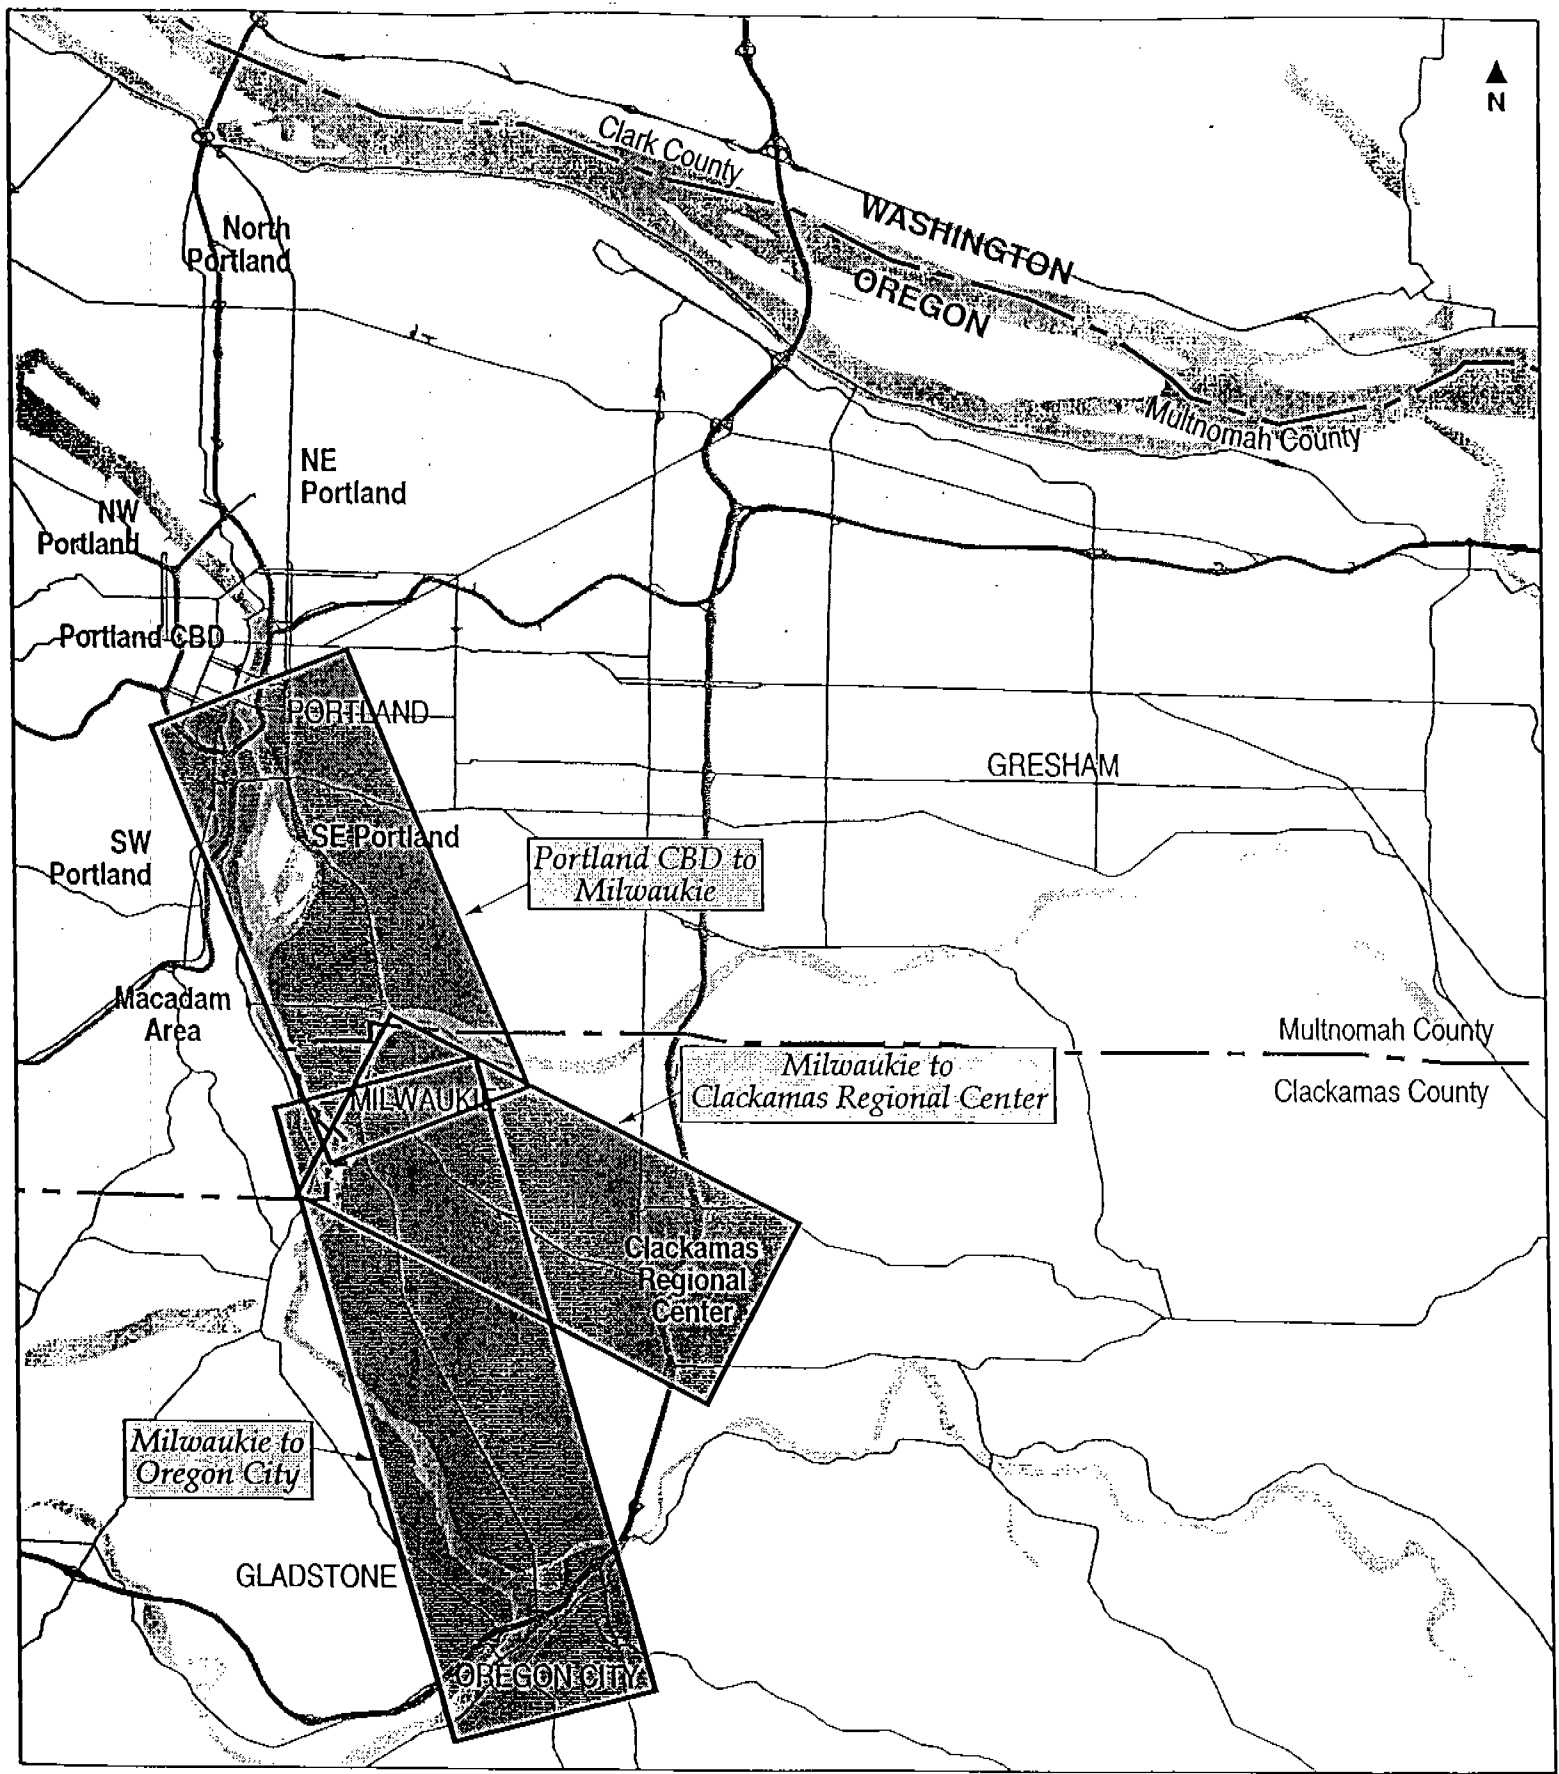 N
Clark County
WASHINGTON
OREGON
North
Portland
Multnomah County
NE
Portland
NW
Portland
Portland CBD
PORTLAND
GRESHAM
SE Portland
SW
Portland
Portland CBD to
Milwaukie
Macadam
Area
Multnomah County
Clackamas County
Milwaukie to
Clackamas Regional Center
MILWAUKIE
Clackamas
Regional
Center
Milwaukie to
Oregon City
GLADSTONE
OREGON CITY